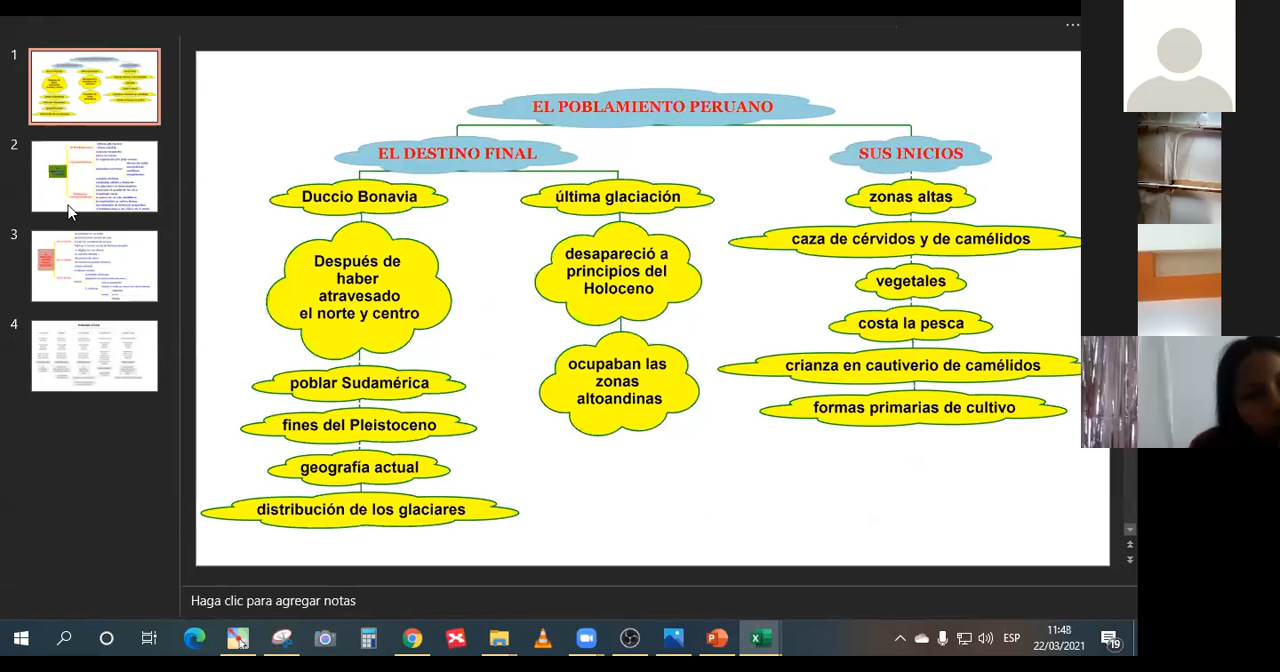 1
2
3
4
EL POBLAMIENTO PERUANO
EL DESTINO FINAL
SUS INICIOS
Duccio Bonavia
última glaciación
zonas altas
Después de
haber
atravesado
el norte y centro
desapareció a
principios del
Holoceno
caza de cérvidos y de camélidos
vegetales
costa la pesca
poblar Sudamérica
ocupaban las
zonas
altoandinas
crianza en cautiverio de camélidos
fines del Pleistoceno
formas primarias de cultivo
geografía actual
distribución de los glaciares
Haga clic para agregar notas
ESP
11:48
22/03/2021
19